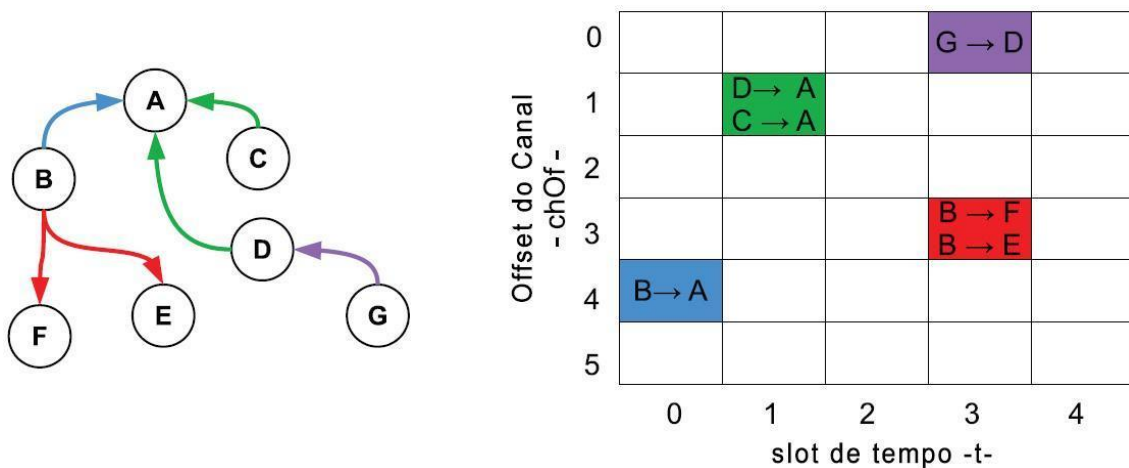 A
B
C
D
F
E
G
Offset do Canal
- chOf -
0
G → D
1
D → A
C → A
2
3
B → F
B → E
4
B → A
5
0 1 2 3 4
slot de tempo -t-